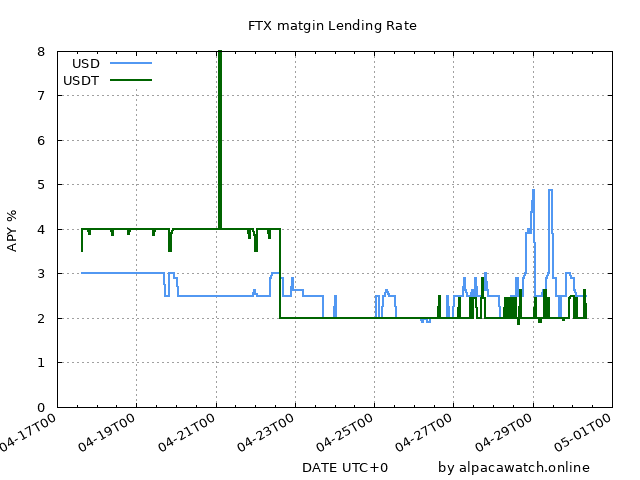 FTX matgin Lending Rate
USD
USDT
8
7
6
5
4
3
2
1
0
APY %
04-17T00
04-19T00
04-21T00
04-23T00
04-25T00
04-27T00
04-29T00
05-01T00
DATE UTC+0
by alpacawatch.online